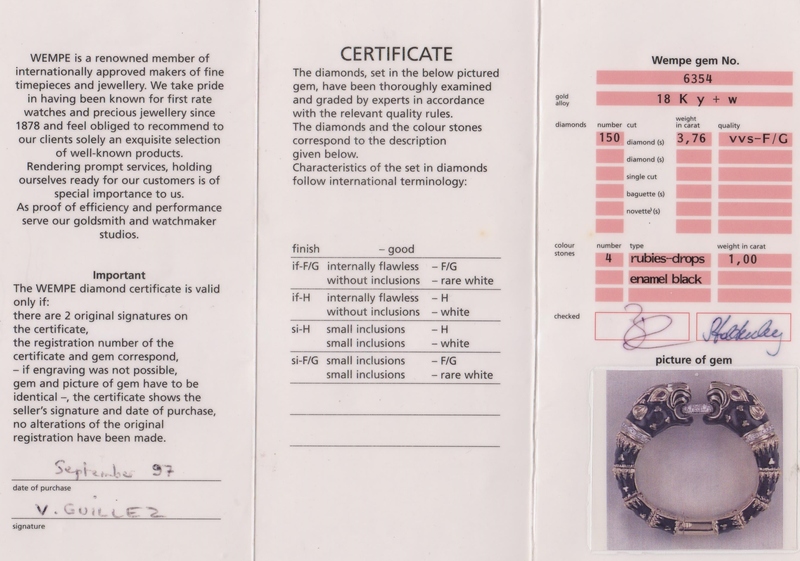 WEMPE is a renowned member of
internationally approved makers of fine
timepieces and jewellery. We take pride
in having been known for first rate
watches and precious jewellery since
1878 and feel obliged to recommend to
our clients solely an exquisite selection
of well-known products.
Rendering prompt services, holding
ourselves ready for our customers is of
special importance to us.
As proof of efficiency and performance
serve our goldsmith and watchmaker
studios.
Important
The WEMPE diamond certificate is valid
only if:
there are 2 original signatures on
the certificate,
the registration number of the
certificate and gem correspond,
– if engraving was not possible,
gem and picture of gem have to be
identical –, the certificate shows the
seller's signature and date of purchase,
no alterations of the original
registration have been made.
September 97
date of purchase
V. GUILLEZ
signature
CERTIFICATE
The diamonds, set in the below pictured
gem, have been thoroughly examined
and graded by experts in accordance
with the relevant quality rules.
The diamonds and the colour stones
correspond to the description
given below.
Characteristics of the set in diamonds
follow international terminology:
finish – good
if-F/G internally flawless – F/G
without inclusions – rare white
if-H internally flawless – H
without inclusions – white
si-H small inclusions – H
small inclusions – white
si-F/G small inclusions – F/G
small inclusions – rare white
Wempe gem No.
6354
gold
alloy
18 K y + w
diamonds number cut weight
in carat quality
150 diamond (s) 3,76 vvs-F/G
diamond (s)
single cut
baguette (s)
novette (s)
colour
stones number type weight in carat
4 rubies-drops 1,00
enamel black
checked
picture of gem